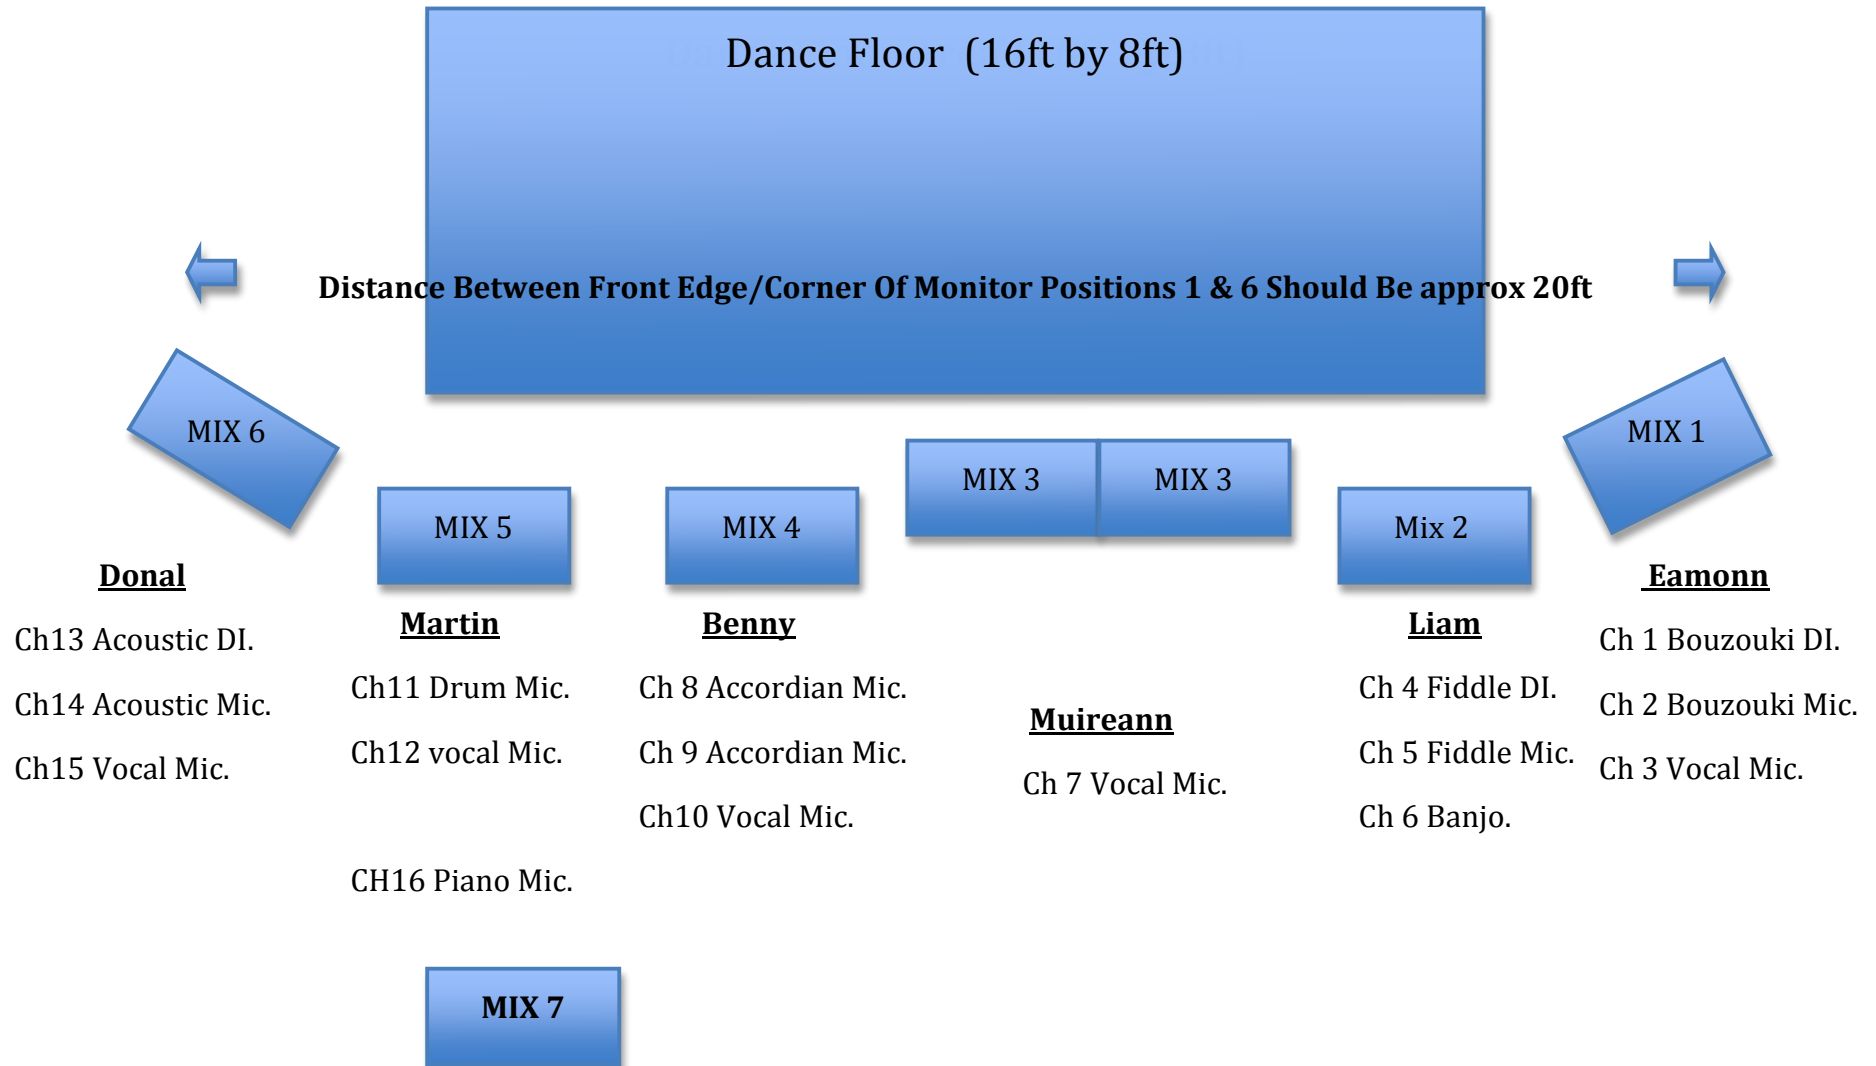 Dance Floor (16ft by 8ft)
Distance Between Front Edge/Corner Of Monitor Positions 1 & 6 Should Be approx 20ft
MIX 6
MIX 5
MIX 4
MIX 3
MIX 3
Mix 2
MIX 1
Donal
Ch13 Acoustic DI.
Ch14 Acoustic Mic.
Ch15 Vocal Mic.
Martin
Ch11 Drum Mic.
Ch12 vocal Mic.
CH16 Piano Mic.
Benny
Ch 8 Accordian Mic.
Ch 9 Accordian Mic.
Ch10 Vocal Mic.
Muireann
Ch 7 Vocal Mic.
Liam
Ch 4 Fiddle DI.
Ch 5 Fiddle Mic.
Ch 6 Banjo.
Eamonn
Ch 1 Bouzouki DI.
Ch 2 Bouzouki Mic.
Ch 3 Vocal Mic.
MIX 7